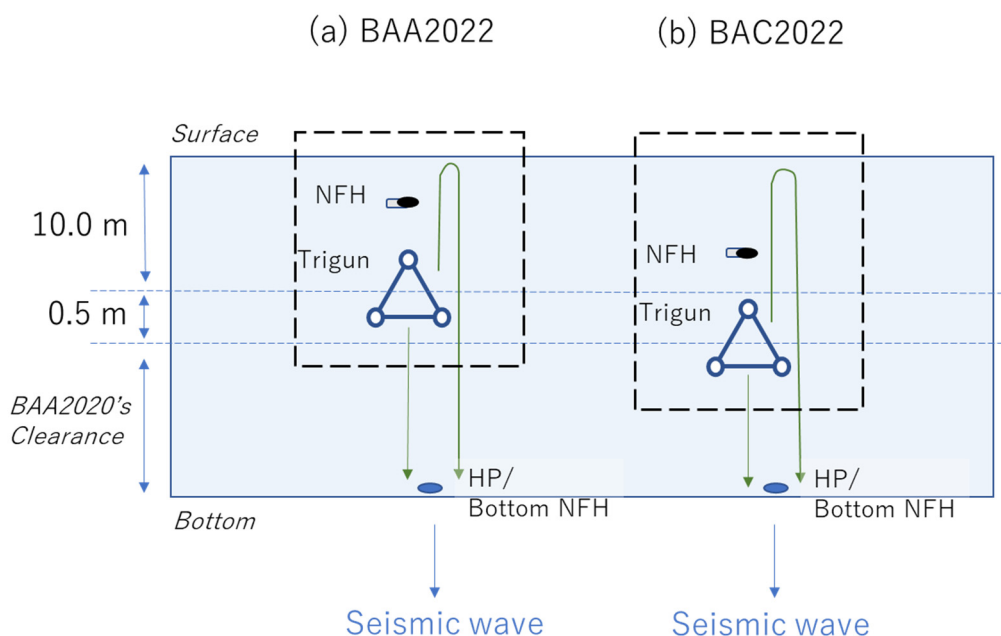 (a) BAA2022
(b) BAC2022
Surface
NFH
10.0 m
NFH
Trigun
0.5 m
Trigun
BAA2020's
Clearance
HP/
Bottom NFH
HP/
Bottom NFH
Bottom
Seismic wave
Seismic wave